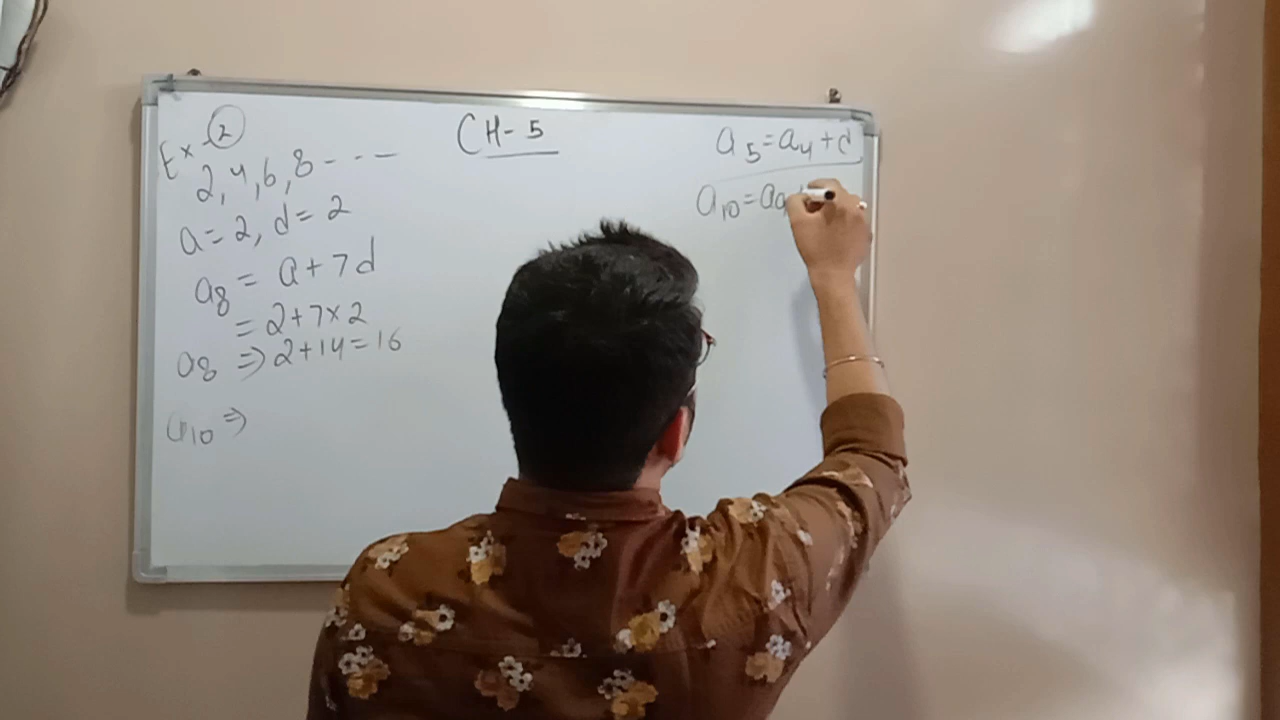 CH-5
Ex-2
2, 4, 6, 8 - - -
a = 2, d = 2
a8 = a + 7d
= 2 + 7 x 2
a8 ⇒ 2 + 14 = 16
a10 ⇒
a5 = a4 + d
a10 = a9